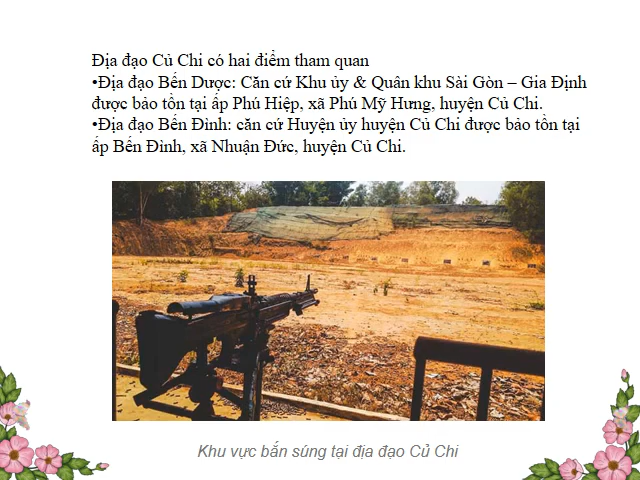 Địa đạo Củ Chi có hai điểm tham quan
•Địa đạo Bến Dược: Căn cứ Khu ủy & Quân khu Sài Gòn – Gia Định
được bảo tồn tại ấp Phú Hiệp, xã Phú Mỹ Hưng, huyện Củ Chi.
•Địa đạo Bến Đình: căn cứ Huyện ủy huyện Củ Chi được bảo tồn tại
ấp Bến Đình, xã Nhuận Đức, huyện Củ Chi.
Khu vực bắn súng tại địa đạo Củ Chi